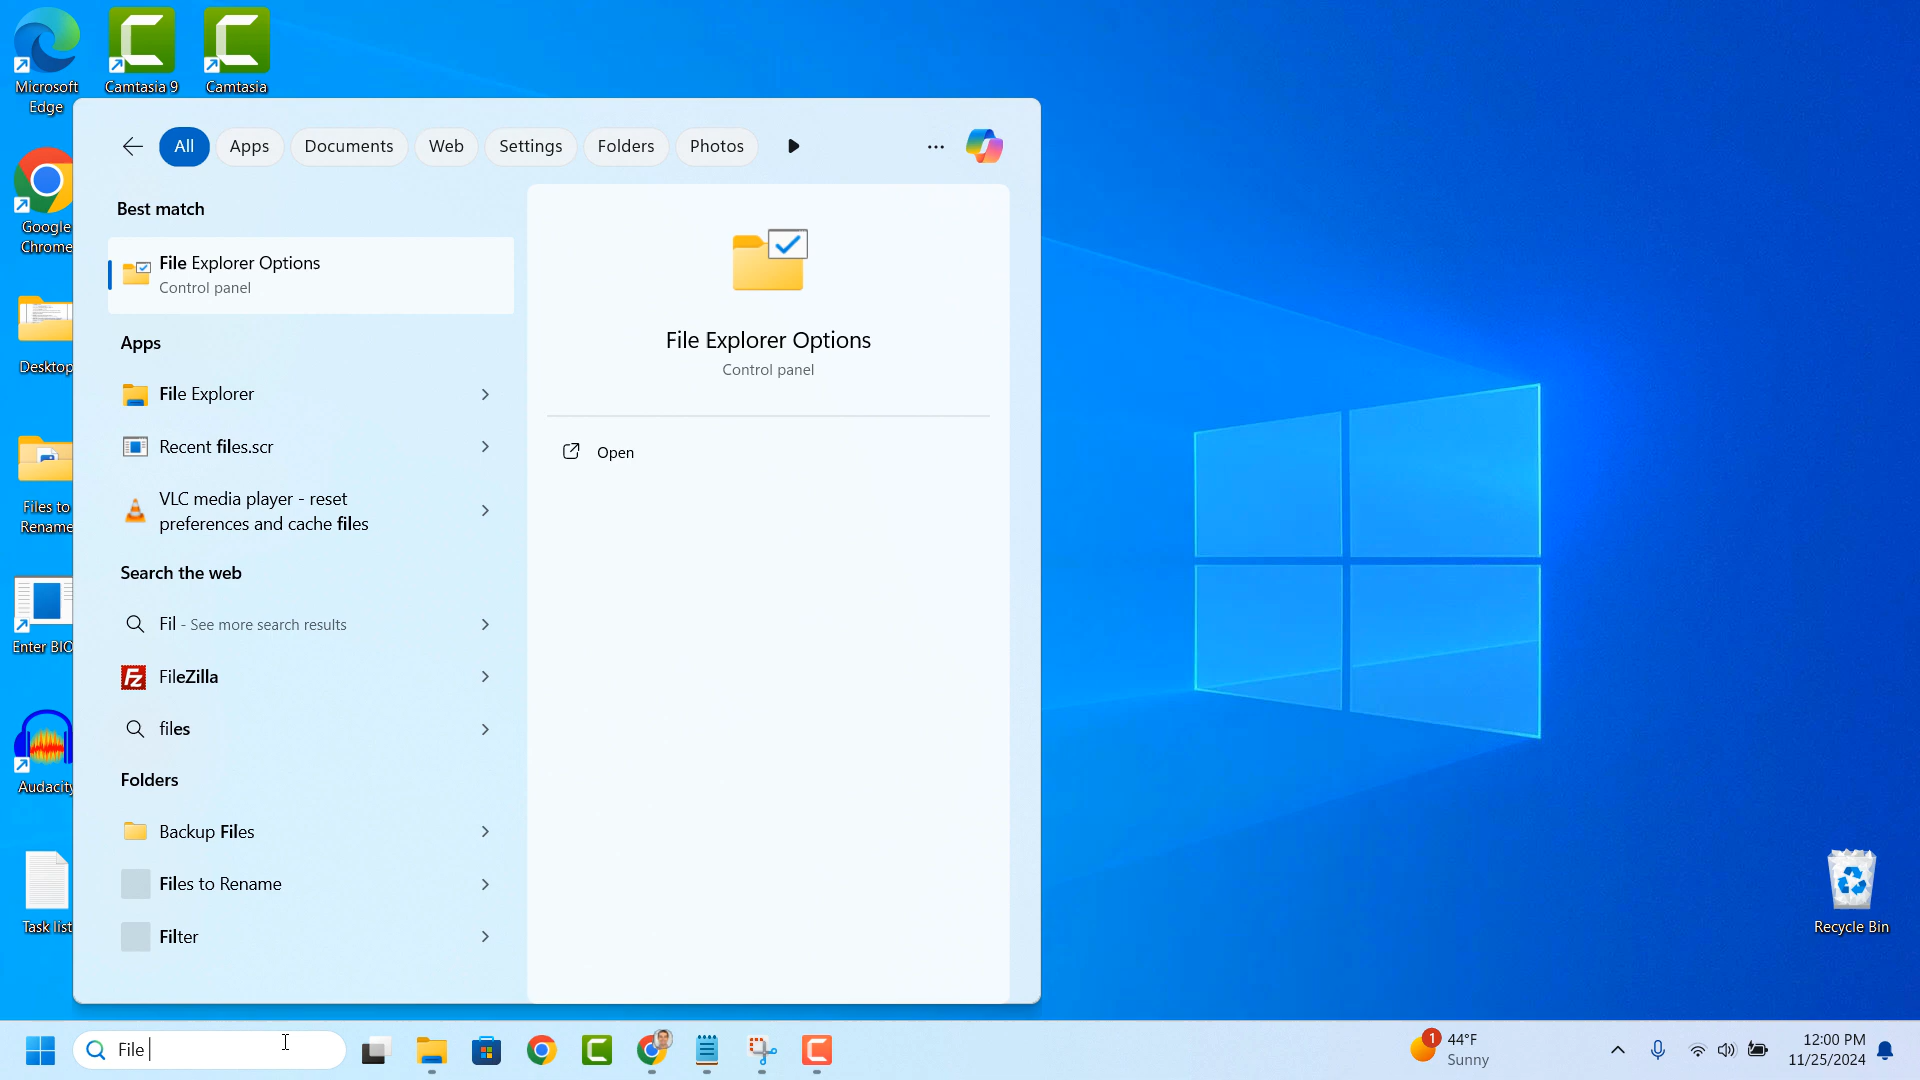 Microsoft
Edge
Camtasia 9
Camtasia
Google
Chrome
Desktop
Files to
Rename
Enter BIO
Audacity
Task list
All
Apps
Documents
Web
Settings
Folders
Photos
Best match
File Explorer Options
Control panel
Apps
File Explorer
Recent files.scr
VLC media player - reset
preferences and cache files
Search the web
Fil - See more search results
FileZilla
files
Folders
Backup Files
Files to Rename
Filter
File Explorer Options
Control panel
Open
Recycle Bin
File
1
44°F
Sunny
12:00 PM
11/25/2024